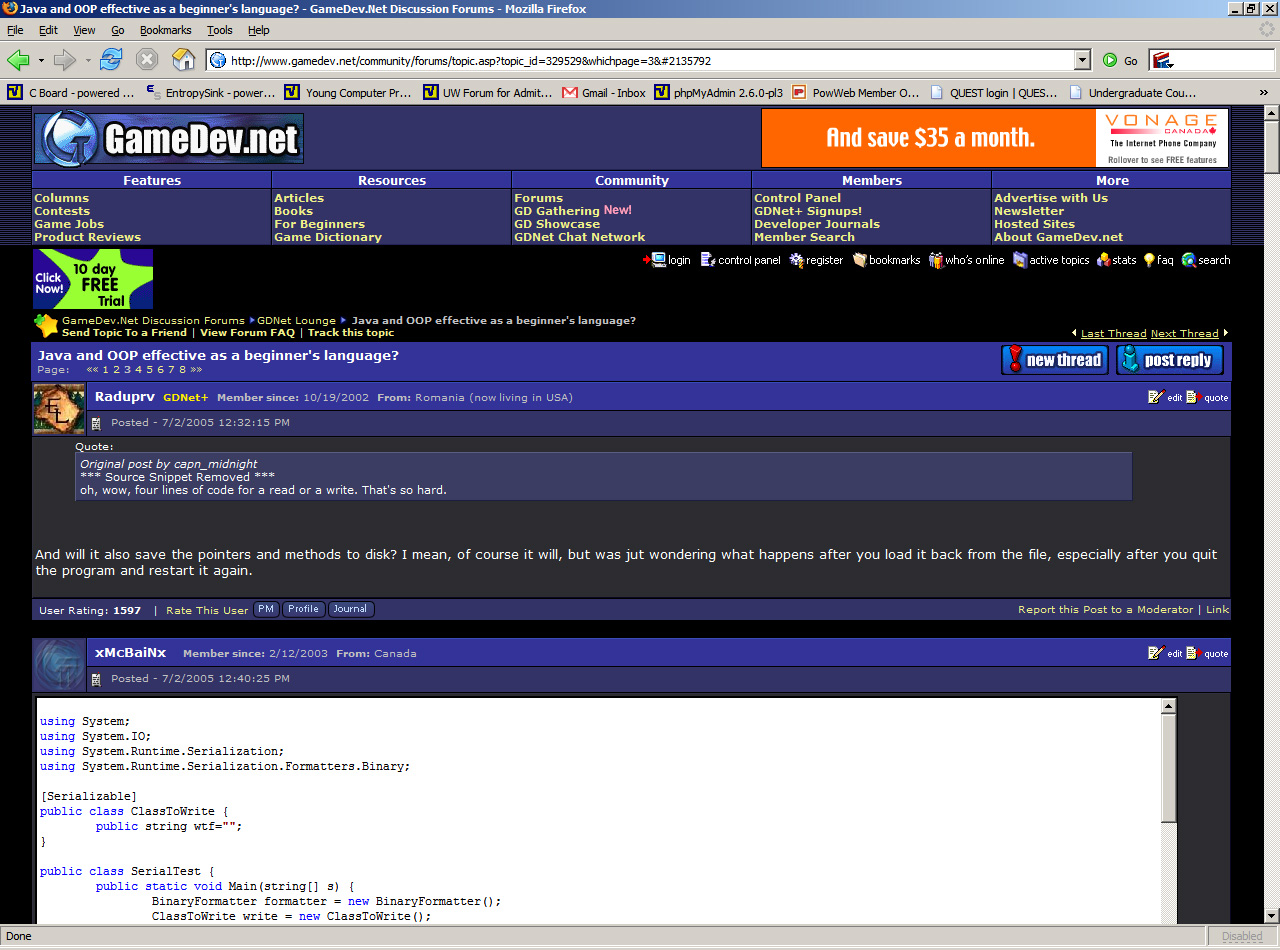 Java and OOP effective as a beginner's language? - GameDev.Net Discussion Forums - Mozilla Firefox
File Edit View Go Bookmarks Tools Help
http://www.gamedev.net/community/forums/topic.asp?topic_id=329529&whichpage=3&#2135792
Go
C Board - powered ... EntropySink - power... Young Computer Pr... UW Forum for Admit... Gmail - Inbox phpMyAdmin 2.6.0-pl3 PowWeb Member O... QUEST login | QUES... Undergraduate Cou... »
GameDev.net
And save $35 a month.
VONAGE
CANADA
The Internet Phone Company
Rollover to see FREE features
Features Resources Community Members More
Columns Articles Forums Control Panel Advertise with Us
Contests Books GD Gathering New! GDNet+ Signups! Newsletter
Game Jobs For Beginners GD Showcase Developer Journals Hosted Sites
Product Reviews Game Dictionary GDNet Chat Network Member Search About GameDev.net
Click Now!
10 day FREE Trial
login control panel register bookmarks who's online active topics stats faq search
GameDev.Net Discussion Forums GDNet Lounge Java and OOP effective as a beginner's language?
Send Topic To a Friend | View Forum FAQ | Track this topic
Last Thread Next Thread
Java and OOP effective as a beginner's language?
Page: «« 1 2 3 4 5 6 7 8 »»
new thread post reply
EL
Raduprv GDNet+ Member since: 10/19/2002 From: Romania (now living in USA)
edit quote
Posted - 7/2/2005 12:32:15 PM
Quote:
Original post by capn_midnight
*** Source Snippet Removed ***
oh, wow, four lines of code for a read or a write. That's so hard.
And will it also save the pointers and methods to disk? I mean, of course it will, but was jut wondering what happens after you load it back from the file, especially after you quit
the program and restart it again.
User Rating: 1597 | Rate This User PM Profile Journal
Report this Post to a Moderator | Link
xMcBaiNx Member since: 2/12/2003 From: Canada
edit quote
Posted - 7/2/2005 12:40:25 PM
using System;
using System.IO;
using System.Runtime.Serialization;
using System.Runtime.Serialization.Formatters.Binary;
[Serializable]
public class ClassToWrite {
public string wtf="";
}
public class SerialTest {
public static void Main(string[] s) {
BinaryFormatter formatter = new BinaryFormatter();
ClassToWrite write = new ClassToWrite();
Done
Disabled